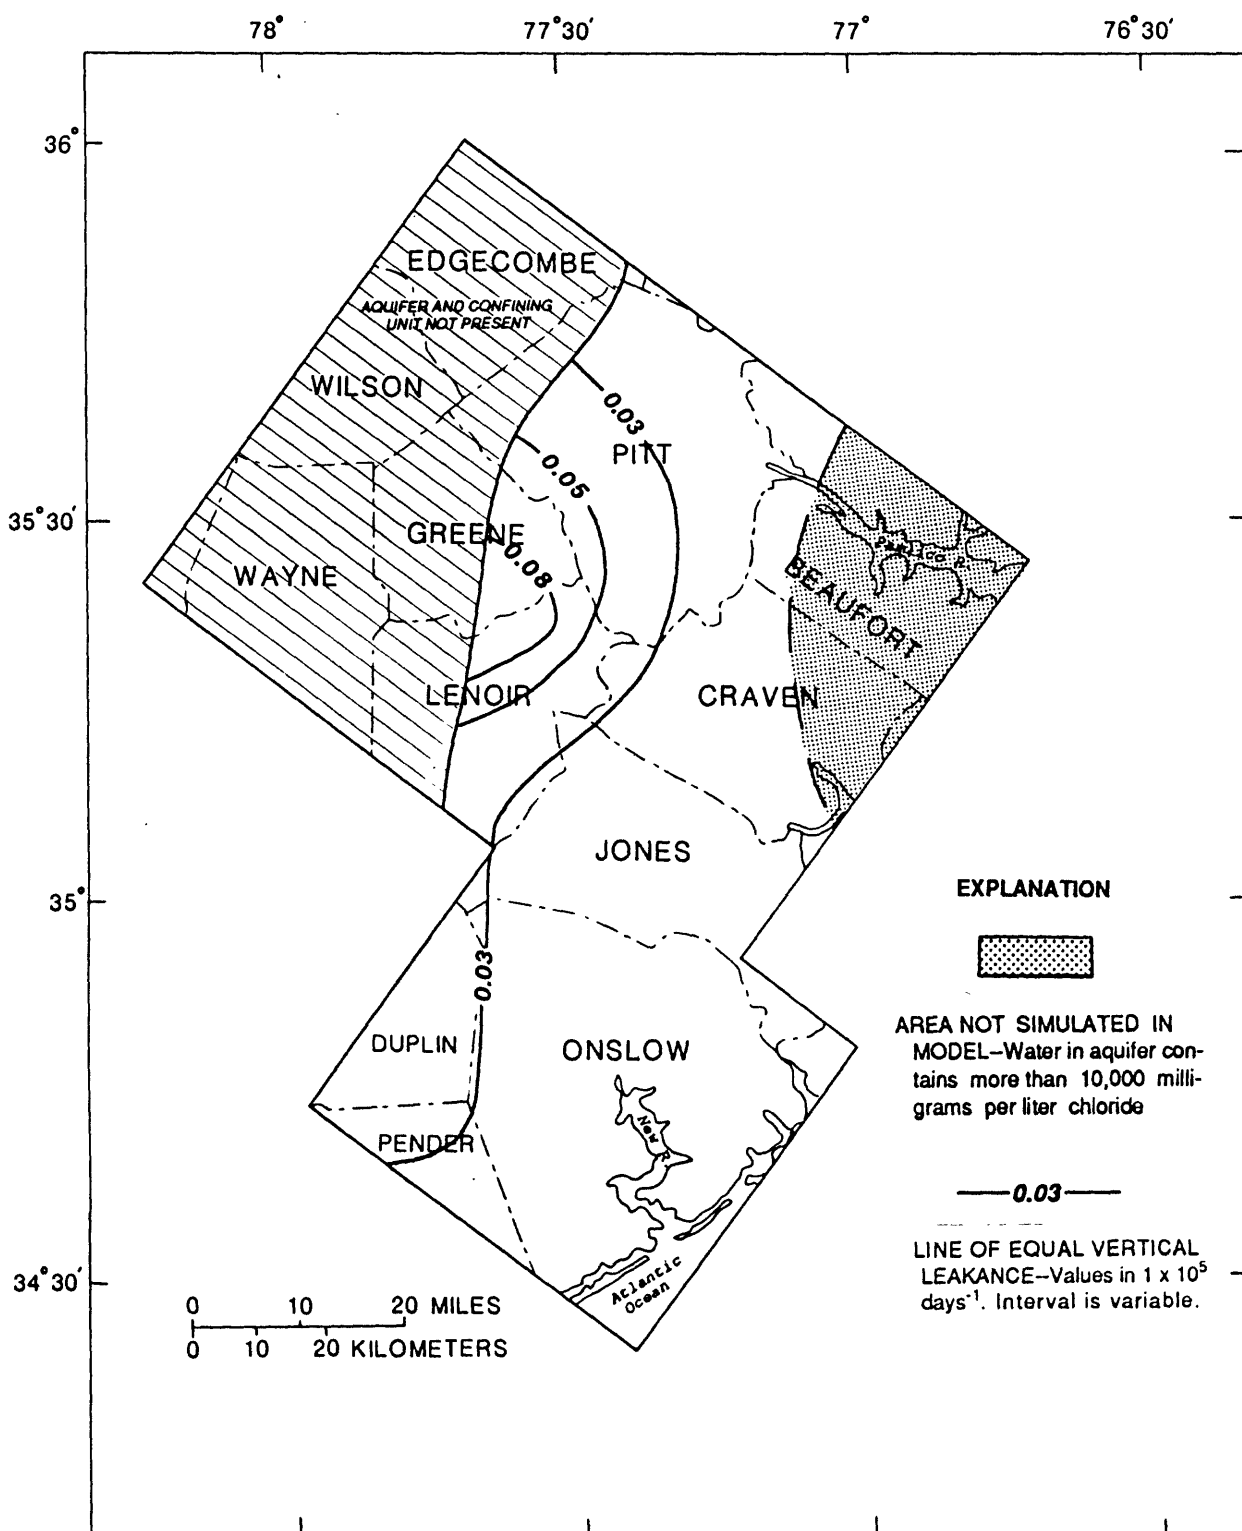 78° 77°30′ 77° 76°30′
36°
EDGECOMBE
AQUIFER AND CONFINING
UNIT NOT PRESENT
WILSON
0.03
PITT
0.05
35°30′
GREENE
0.08
Pamlico R.
WAYNE
BEAUFORT
LENOIR
CRAVEN
JONES
35°
EXPLANATION
0.03
AREA NOT SIMULATED IN
MODEL–Water in aquifer con-
tains more than 10,000 milli-
grams per liter chloride
DUPLIN
ONSLOW
New R.
PENDER
0.03
LINE OF EQUAL VERTICAL
LEAKANCE–Values in 1 x 10⁵
days⁻¹. Interval is variable.
34°30′
Atlantic
Ocean
0 10 20 MILES
0 10 20 KILOMETERS